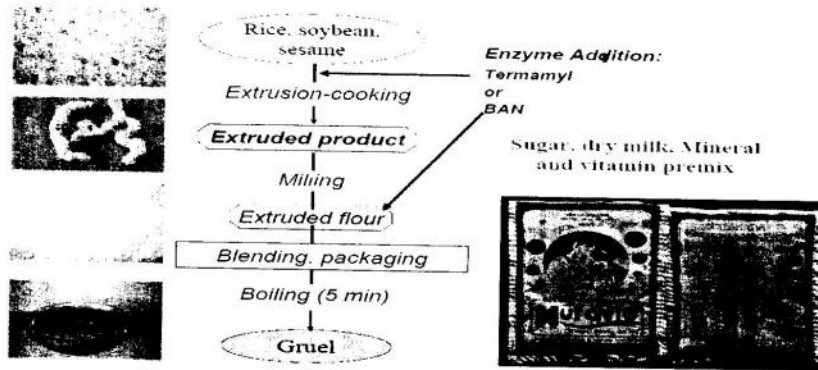 Rice, soybean,
sesame
Enzyme Addition:
Termamyl
or
BAN
Extrusion-cooking
Extruded product
Sugar, dry milk, Mineral
and vitamin premix
Milling
Extruded flour
Blending, packaging
Boiling (5 min)
Gruel